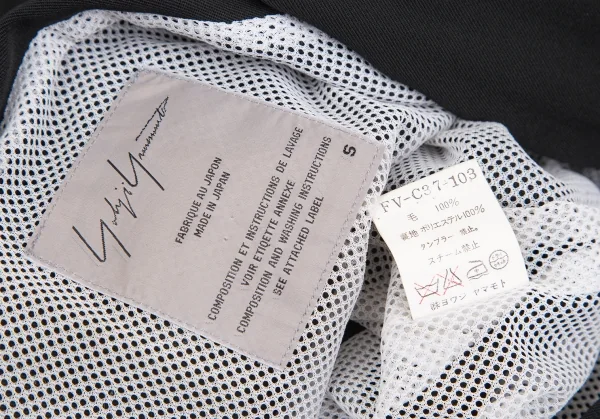 Yohji Yamamoto
FABRIQUE AU JAPON
MADE IN JAPAN
COMPOSITION ET INSTRUCTIONS DE LAVAGE
VOIR ETIQUETTE ANNEXE
COMPOSITION AND WASHING INSTRUCTIONS
SEE ATTACHED LABEL
S
FV-C37-103
毛 100%
裏地 ポリエステル100%
タンブラー禁止。
スチーム禁止
㈱ヨウジ ヤマモト